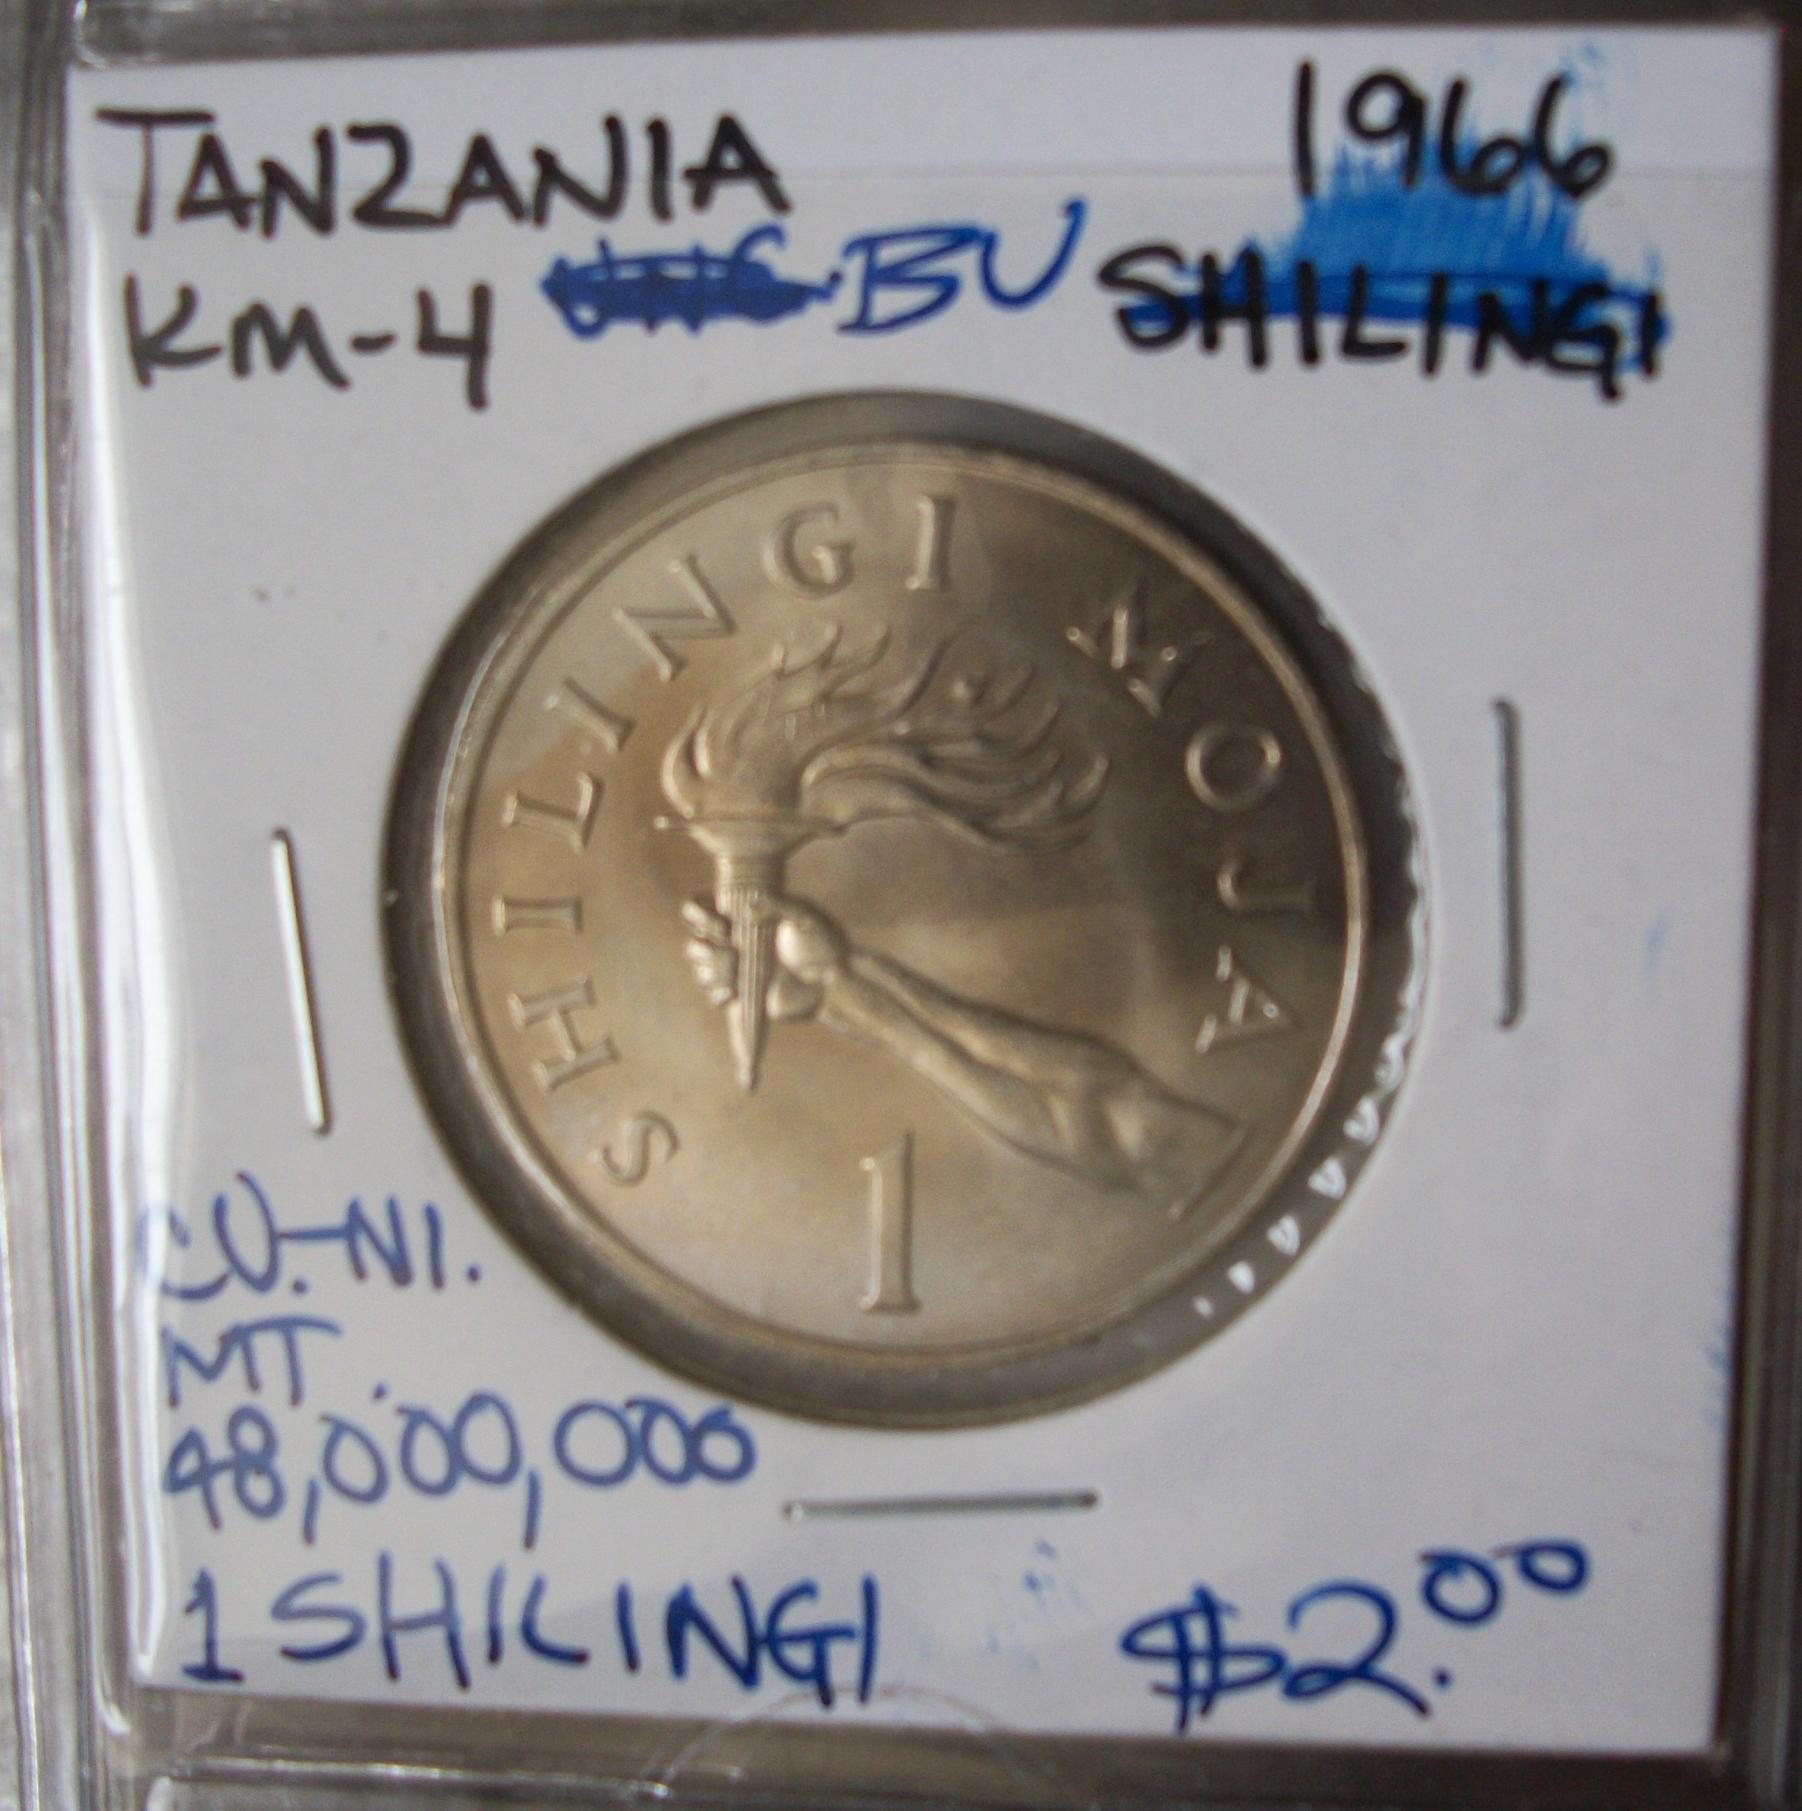 TANZANIA 1966
KM-4 UNC BU SHILINGI
SHILINGI MOJA
1
CU.-NI.
MT
48,000,000
1 SHILINGI $2.00